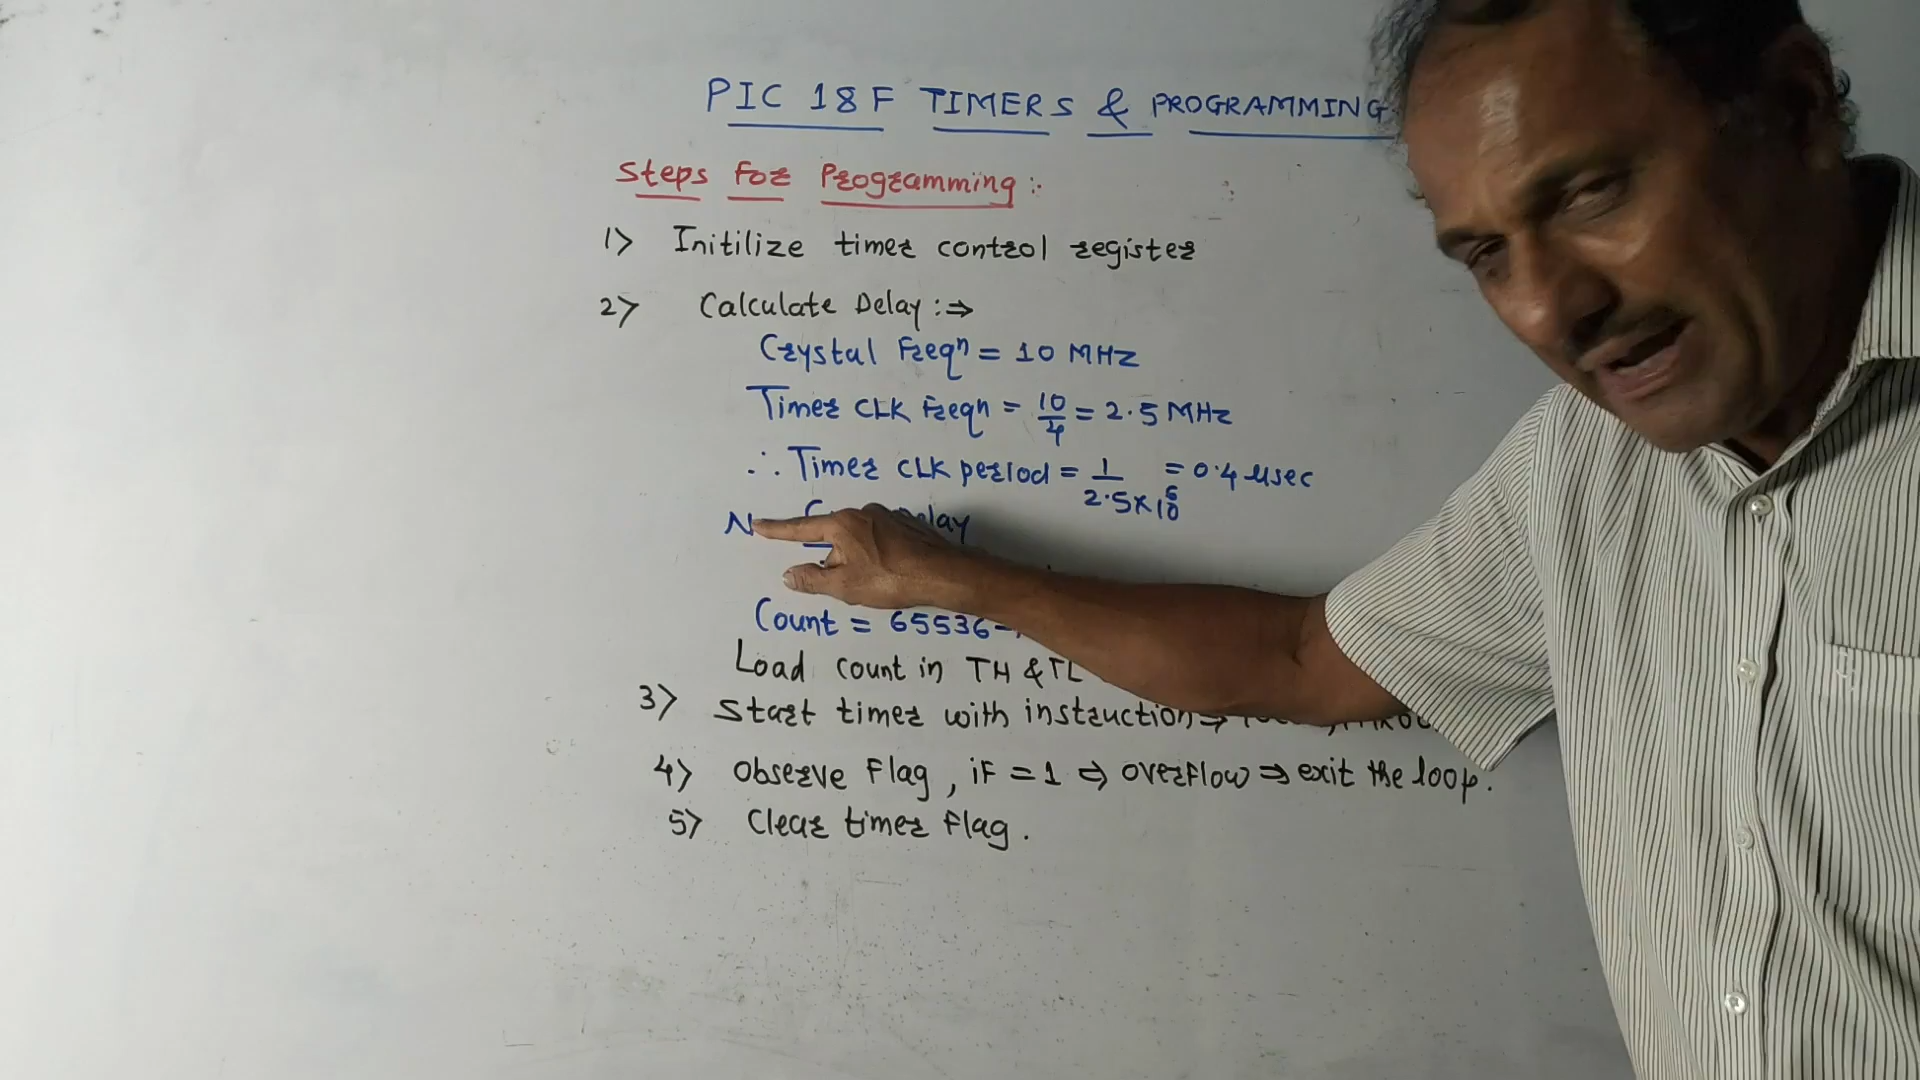 PIC 18F TIMERS & PROGRAMMING
Steps For Programming :-
1) Initilize timer control register
2) Calculate Delay :⇒
Crystal Freqⁿ = 10 MHz
Timer CLK Freqn = 10/4 = 2.5 MHz
∴ Timer CLK period = 1/2.5×10⁶ = 0.4 μsec
N
Count = 65536-
Load count in TH & TL
3) Start timer with instruction ⇒
4) Observe Flag, if = 1 ⇒ overflow ⇒ exit the loop.
5) Clear timer Flag.